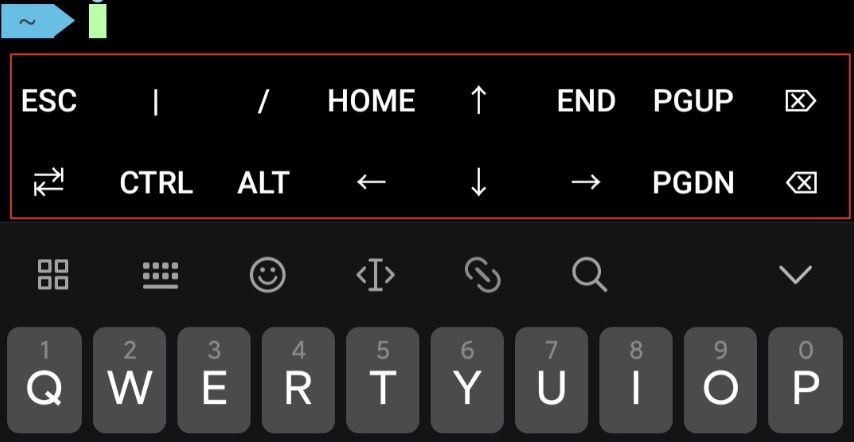 ~
ESC | / HOME ↑ END PGUP ⌦
⇄ CTRL ALT ← ↓ → PGDN ⌫
1 2 3 4 5 6 7 8 9 0
Q W E R T Y U I O P